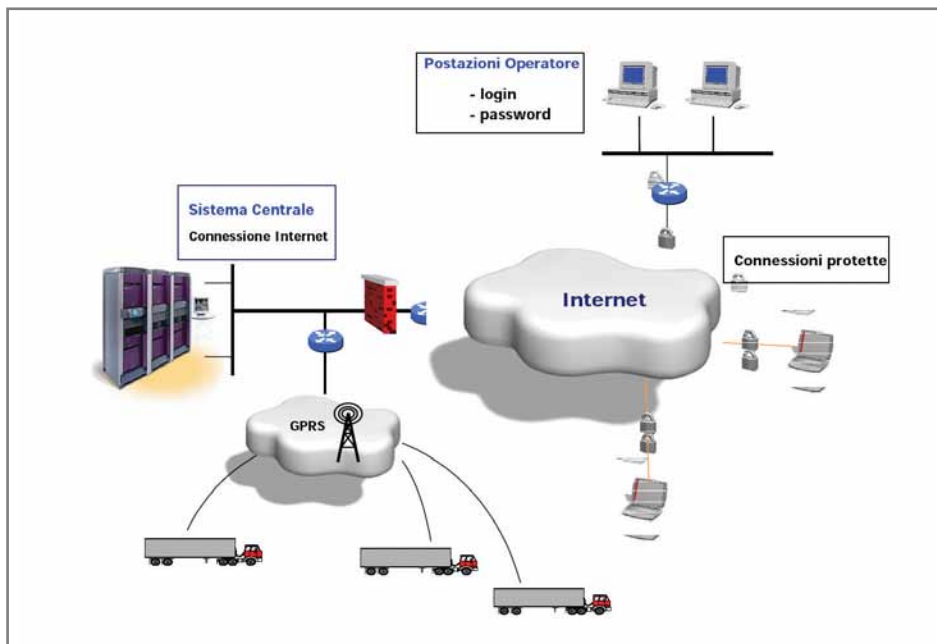 Postazioni Operatore
- login
- password
Sistema Centrale
Connessione Internet
Connessioni protette
Internet
GPRS